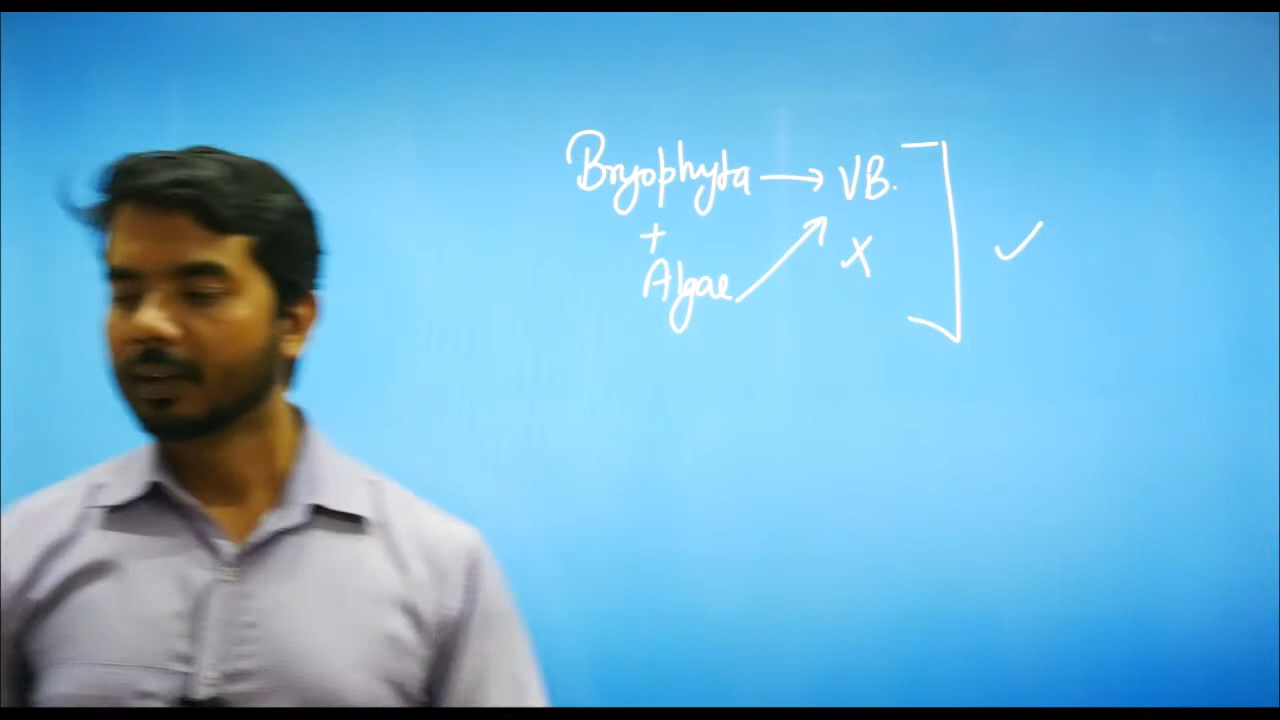 Bryophyta → VB.
+ X
Algae